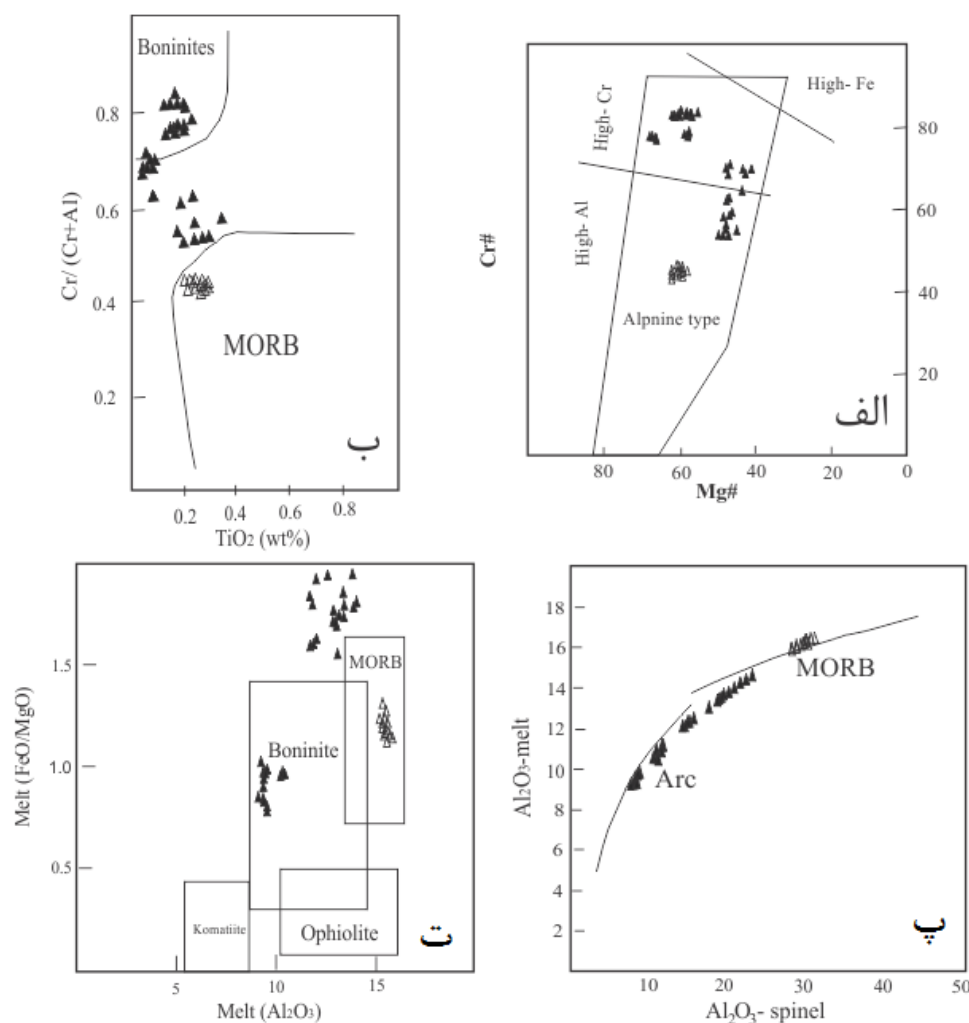 Boninites
0.8
0.6
0.4
0.2
Cr/ (Cr+Al)
MORB
ب
0.2
0.4
0.6
0.8
TiO₂ (wt%)
High- Fe
High- Cr
High- Al
80
60
40
20
Cr#
Alpnine type
الف
80
60
40
20
0
Mg#
1.5
1.0
0.5
Melt (FeO/MgO)
MORB
Boninite
Komatiite
Ophiolite
ت
5
10
15
Melt (Al₂O₃)
18
16
14
12
10
8
6
4
2
Al₂O₃-melt
MORB
Arc
پ
10
20
30
40
50
Al₂O₃- spinel